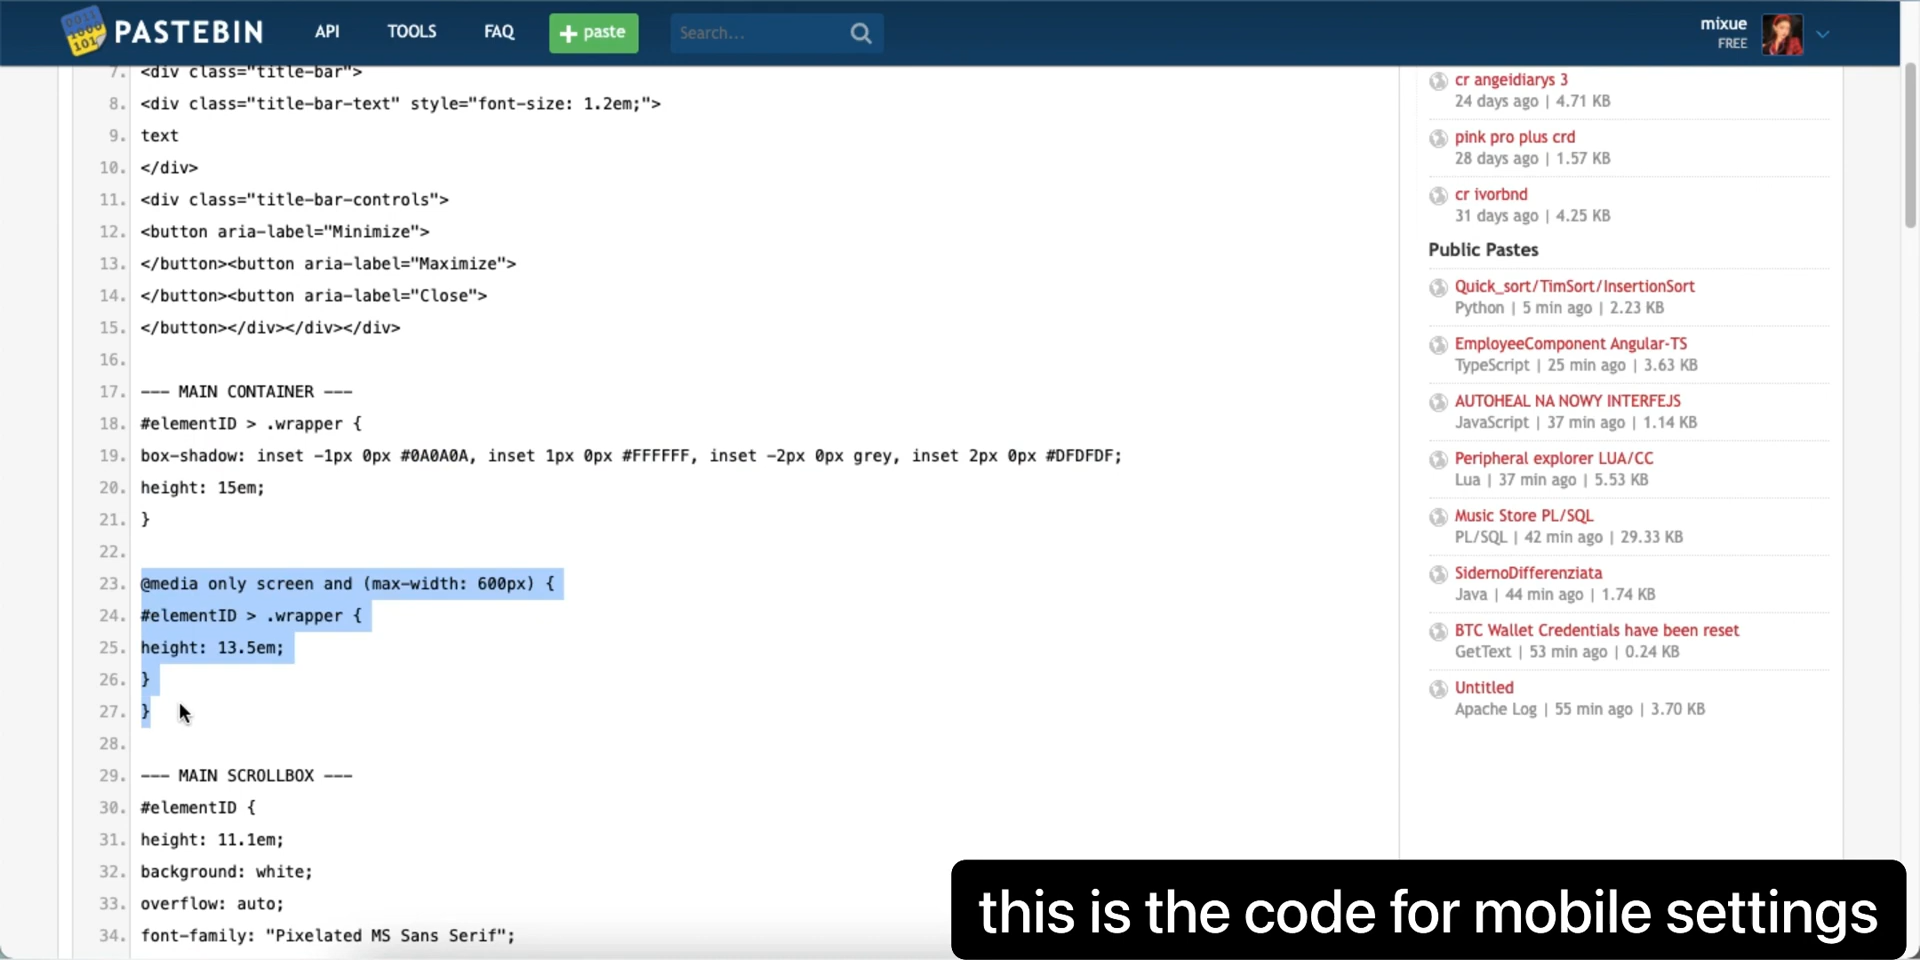 PASTEBIN API TOOLS FAQ + paste Search... mixue
FREE
7. <div class="title-bar">
8. <div class="title-bar-text" style="font-size: 1.2em;">
9. text
10. </div>
11. <div class="title-bar-controls">
12. <button aria-label="Minimize">
13. </button><button aria-label="Maximize">
14. </button><button aria-label="Close">
15. </button></div></div></div>
16.
17. --- MAIN CONTAINER ---
18. #elementID > .wrapper {
19. box-shadow: inset -1px 0px #0A0A0A, inset 1px 0px #FFFFFF, inset -2px 0px grey, inset 2px 0px #DFDFDF;
20. height: 15em;
21. }
22.
23. @media only screen and (max-width: 600px) {
24. #elementID > .wrapper {
25. height: 13.5em;
26. }
27. }
28.
29. --- MAIN SCROLLBOX ---
30. #elementID {
31. height: 11.1em;
32. background: white;
33. overflow: auto;
34. font-family: "Pixelated MS Sans Serif";
cr angeidiarys 3
24 days ago | 4.71 KB
pink pro plus crd
28 days ago | 1.57 KB
cr ivorbnd
31 days ago | 4.25 KB
Public Pastes
Quick_sort/TimSort/InsertionSort
Python | 5 min ago | 2.23 KB
EmployeeComponent Angular-TS
TypeScript | 25 min ago | 3.63 KB
AUTOHEAL NA NOWY INTERFEJS
JavaScript | 37 min ago | 1.14 KB
Peripheral explorer LUA/CC
Lua | 37 min ago | 5.53 KB
Music Store PL/SQL
PL/SQL | 42 min ago | 29.33 KB
SidernoDifferenziata
Java | 44 min ago | 1.74 KB
BTC Wallet Credentials have been reset
GetText | 53 min ago | 0.24 KB
Untitled
Apache Log | 55 min ago | 3.70 KB
this is the code for mobile settings